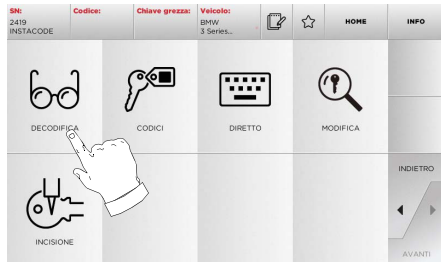 SN:
2419
INSTACODE
Codice:
Chiave grezza:
Veicolo:
BMW
3 Series...
HOME
INFO
DECODIFICA
CODICI
DIRETTO
MODIFICA
INCISIONE
INDIETRO
AVANTI